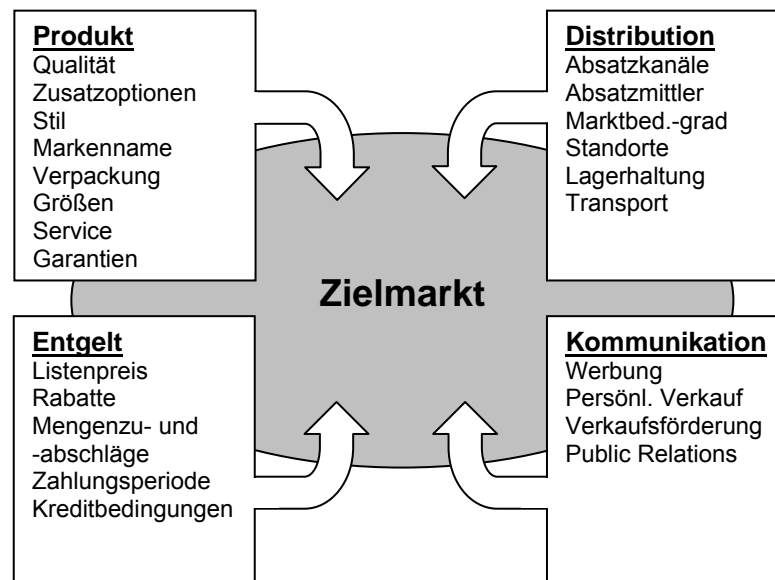 Produkt
Qualität
Zusatzoptionen
Stil
Markenname
Verpackung
Größen
Service
Garantien
Distribution
Absatzkanäle
Absatzmittler
Marktbed.-grad
Standorte
Lagerhaltung
Transport
Zielmarkt
Entgelt
Listenpreis
Rabatte
Mengenzu- und
-abschläge
Zahlungsperiode
Kreditbedingungen
Kommunikation
Werbung
Persönl. Verkauf
Verkaufsförderung
Public Relations